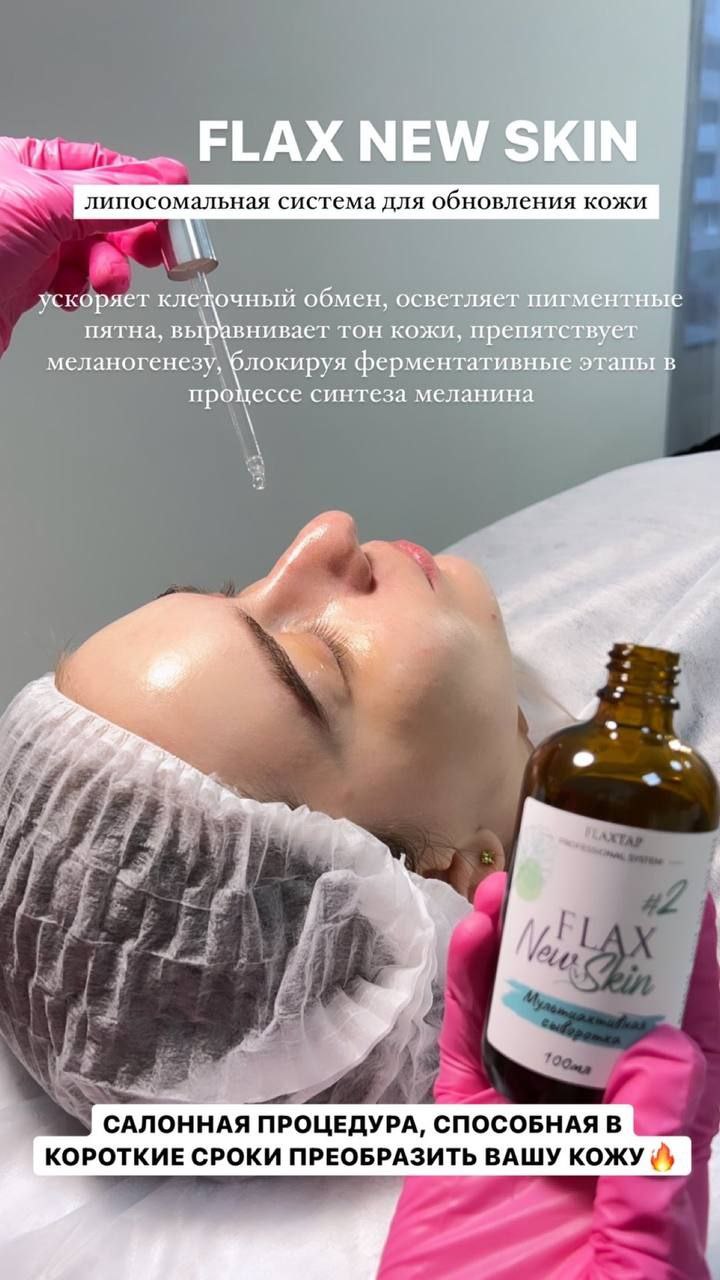 FLAX NEW SKIN
липосомальная система для обновления кожи
ускоряет клеточный обмен, осветляет пигментные
пятна, выравнивает тон кожи, препятствует
меланогенезу, блокируя ферментативные этапы в
процессе синтеза меланина
FLAXTAP
PROFESSIONAL SYSTEM
#2
FLAX
New Skin
Мультиактивная
сыворотка
100мл
САЛОННАЯ ПРОЦЕДУРА, СПОСОБНАЯ В
КОРОТКИЕ СРОКИ ПРЕОБРАЗИТЬ ВАШУ КОЖУ🔥